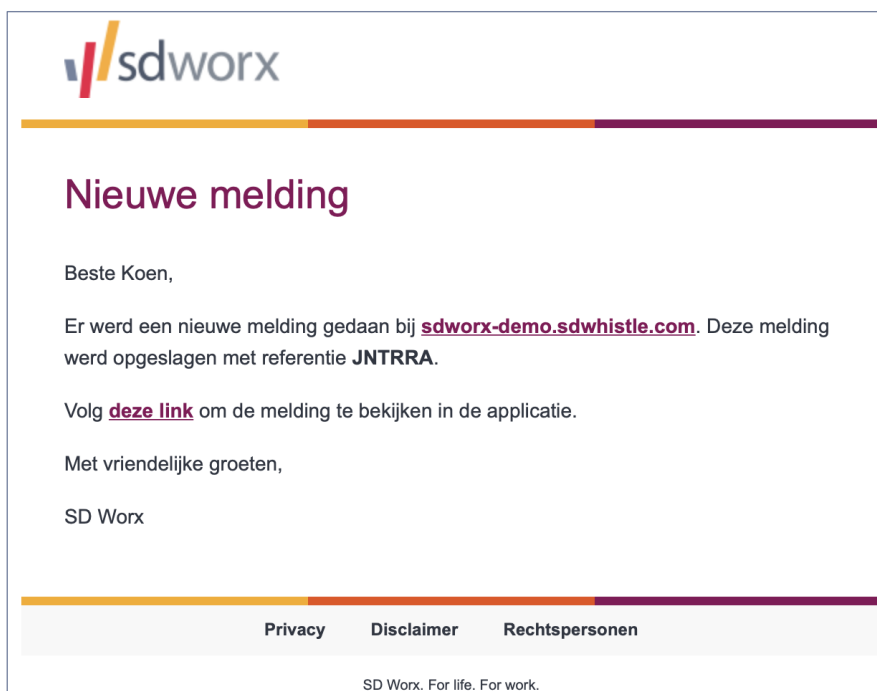 sdworx
Nieuwe melding
Beste Koen,
Er werd een nieuwe melding gedaan bij sdworx-demo.sdwhistle.com. Deze melding
werd opgeslagen met referentie JNTRRA.
Volg deze link om de melding te bekijken in de applicatie.
Met vriendelijke groeten,
SD Worx
Privacy Disclaimer Rechtspersonen
SD Worx. For life. For work.